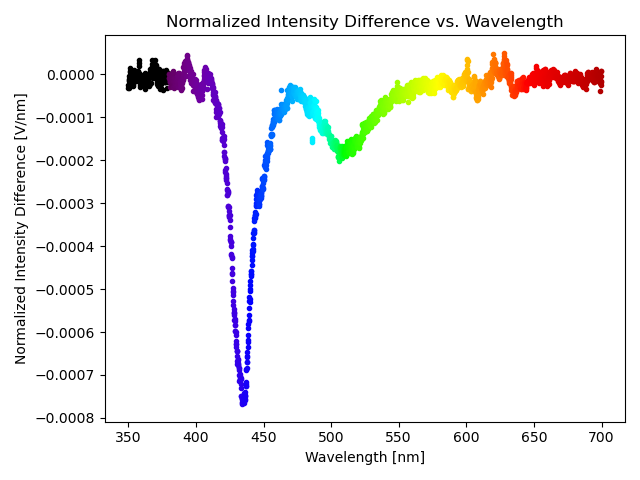 Normalized Intensity Difference vs. Wavelength
Normalized Intensity Difference [V/nm]
0.0000
−0.0001
−0.0002
−0.0003
−0.0004
−0.0005
−0.0006
−0.0007
−0.0008
350 400 450 500 550 600 650 700
Wavelength [nm]